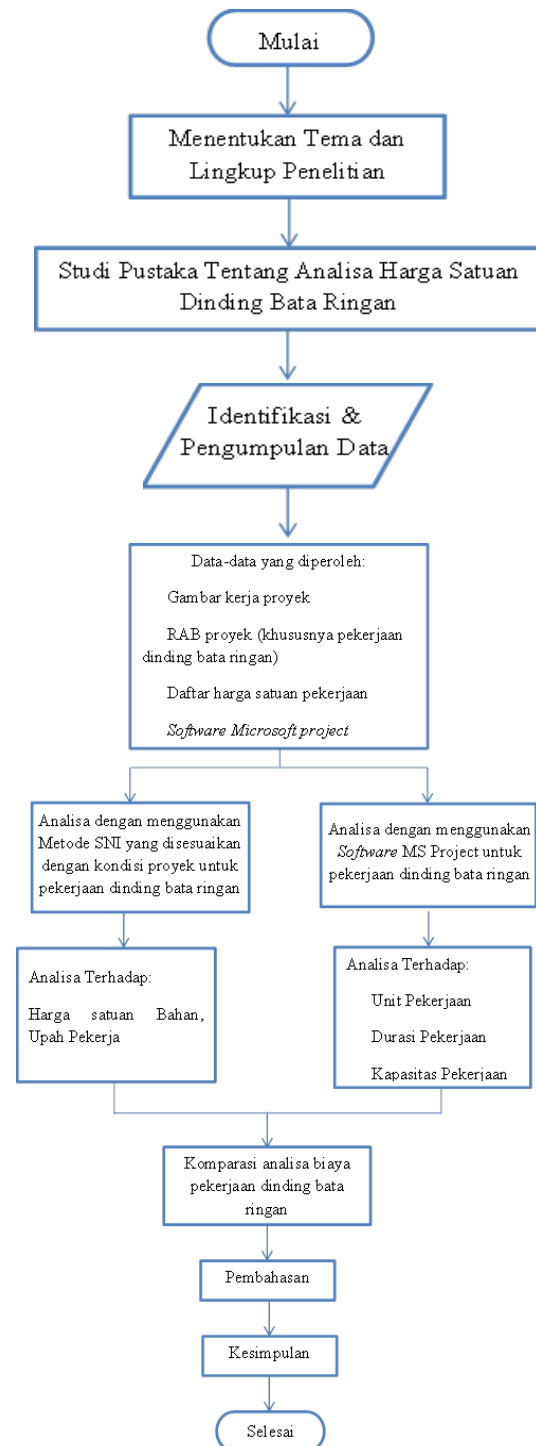 Mulai
Menentukan Tema dan
Lingkup Penelitian
Studi Pustaka Tentang Analisa Harga Satuan
Dinding Bata Ringan
Identifikasi &
Pengumpulan Data
Data-data yang diperoleh:
Gambar kerja proyek
RAB proyek (khususnya pekerjaan
dinding bata ringan)
Daftar harga satuan pekerjaan
Software Microsoft project
Analisa dengan menggunakan
Metode SNI yang disesuaikan
dengan kondisi proyek untuk
pekerjaan dinding bata ringan
Analisa dengan menggunakan
Software MS Project untuk
pekerjaan dinding bata ringan
Analisa Terhadap:
Harga satuan Bahan,
Upah Pekerja
Analisa Terhadap:
Unit Pekerjaan
Durasi Pekerjaan
Kapasitas Pekerjaan
Komparasi analisa biaya
pekerjaan dinding bata
ringan
Pembahasan
Kesimpulan
Selesai